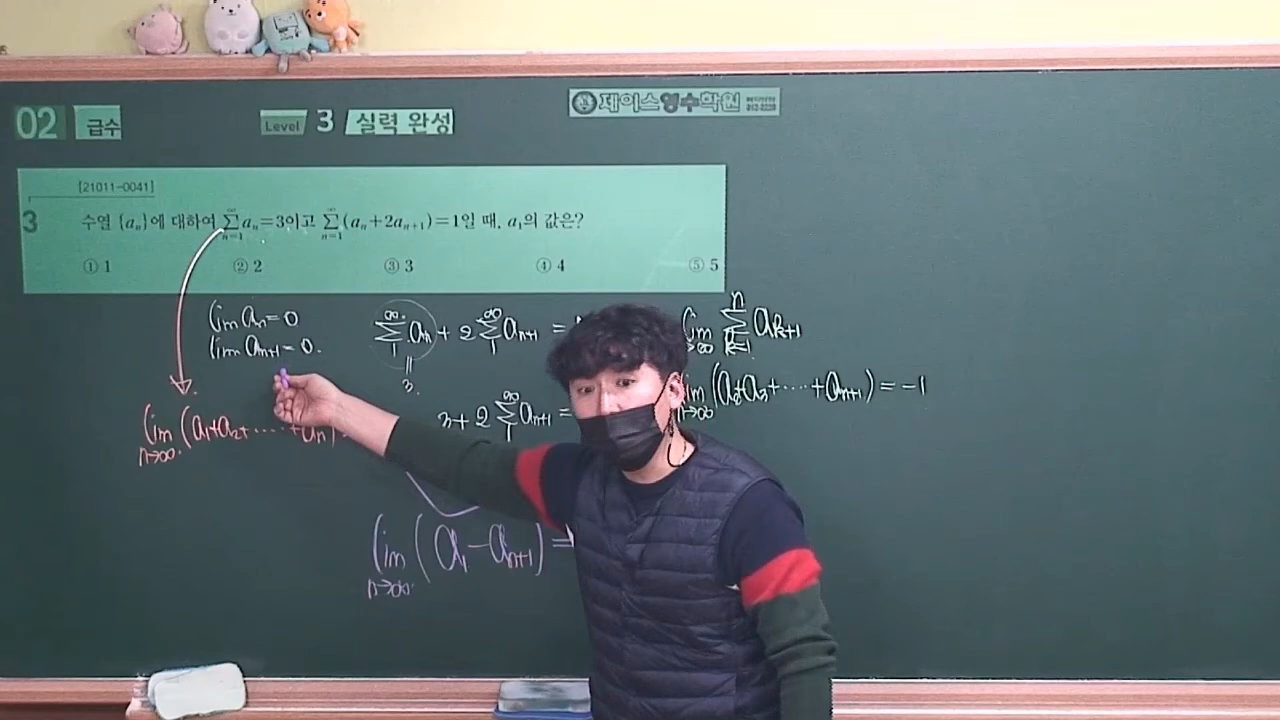 02 급수
Level 3 실력 완성
제이스영수학원
[21011-0041]
3 수열 {aₙ}에 대하여 ∑_{n=1}^{∞} aₙ=3이고 ∑_{n=1}^{∞} (aₙ+2aₙ₊₁)=1일 때, a₁의 값은?
① 1 ② 2 ③ 3 ④ 4 ⑤ 5
lim aₙ=0
lim aₙ₊₁=0.
∑_{1}^{∞} aₙ + 2 ∑_{1}^{∞} aₙ₊₁ =
=
3
3+2 ∑_{1}^{∞} aₙ₊₁ =
∑_{k=1}^{n} aₖ₊₁
(a₂+a₃+····+aₙ₊₁) = -1
n→∞
lim_{n→∞} (a₁+a₂+····+aₙ)
lim_{n→∞} (a₁-aₙ₊₁) =